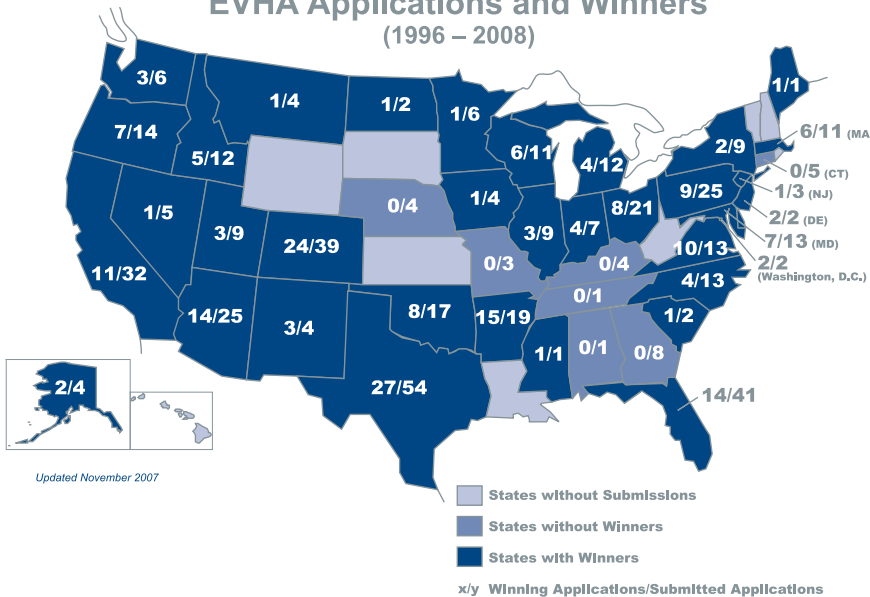 EVHA Applications and Winners
(1996 – 2008)
3/6
1/4
1/2
1/6
1/1
7/14
5/12
6/11
4/12
2/9
6/11 (MA
0/5 (CT)
1/3 (NJ)
2/2 (DE)
7/13 (MD)
2/2
(Washington, D.C.)
0/4
1/4
9/25
8/21
1/5
3/9
24/39
3/9
4/7
10/13
11/32
0/3
0/4
4/13
14/25
3/4
8/17
15/19
0/1
1/2
1/1
0/1
0/8
2/4
27/54
14/41
Updated November 2007
States without Submissions
States without Winners
States with Winners
x/y Winning Applications/Submitted Applications